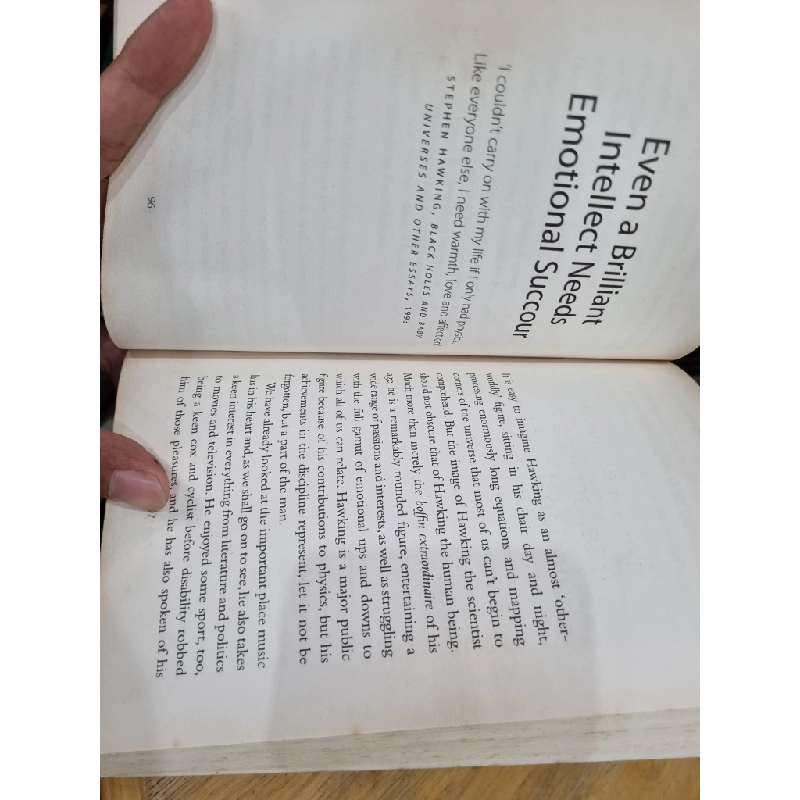 Even a Brilliant
Intellect Needs
Emotional Succour
'I couldn't carry on with my life if I only had physics.
Like everyone else, I need warmth, love and affection
STEPHEN HAWKING, BLACK HOLES AND BABY
UNIVERSES AND OTHER ESSAYS, 1993
96
It is easy to imagine Hawking as an almost 'other-
worldly' figure, sitting in his chair day and night,
processing enormously long equations and mapping
corners of the universe that most of us can't begin to
comprehend. But the image of Hawking the scientist
should not obscure that of Hawking the human being.
Much more than merely the boffin extraordinaire of his
age, he is a remarkably rounded figure, entertaining a
wide range of passions and interests, as well as struggling
with the full gamut of emotional ups and downs to
which all of us can relate. Hawking is a major public
figure because of his contributions to physics, but his
achievements in the discipline represent, let it not be
forgotten, but a part of the man.
We have already looked at the important place music
has in his heart and, as we shall go on to see, he also takes
a keen interest in everything from literature and politics
to movies and television. He enjoyed some sport, too,
being a keen cox and cyclist before disability robbed
him of those pleasures, and he has also spoken of his